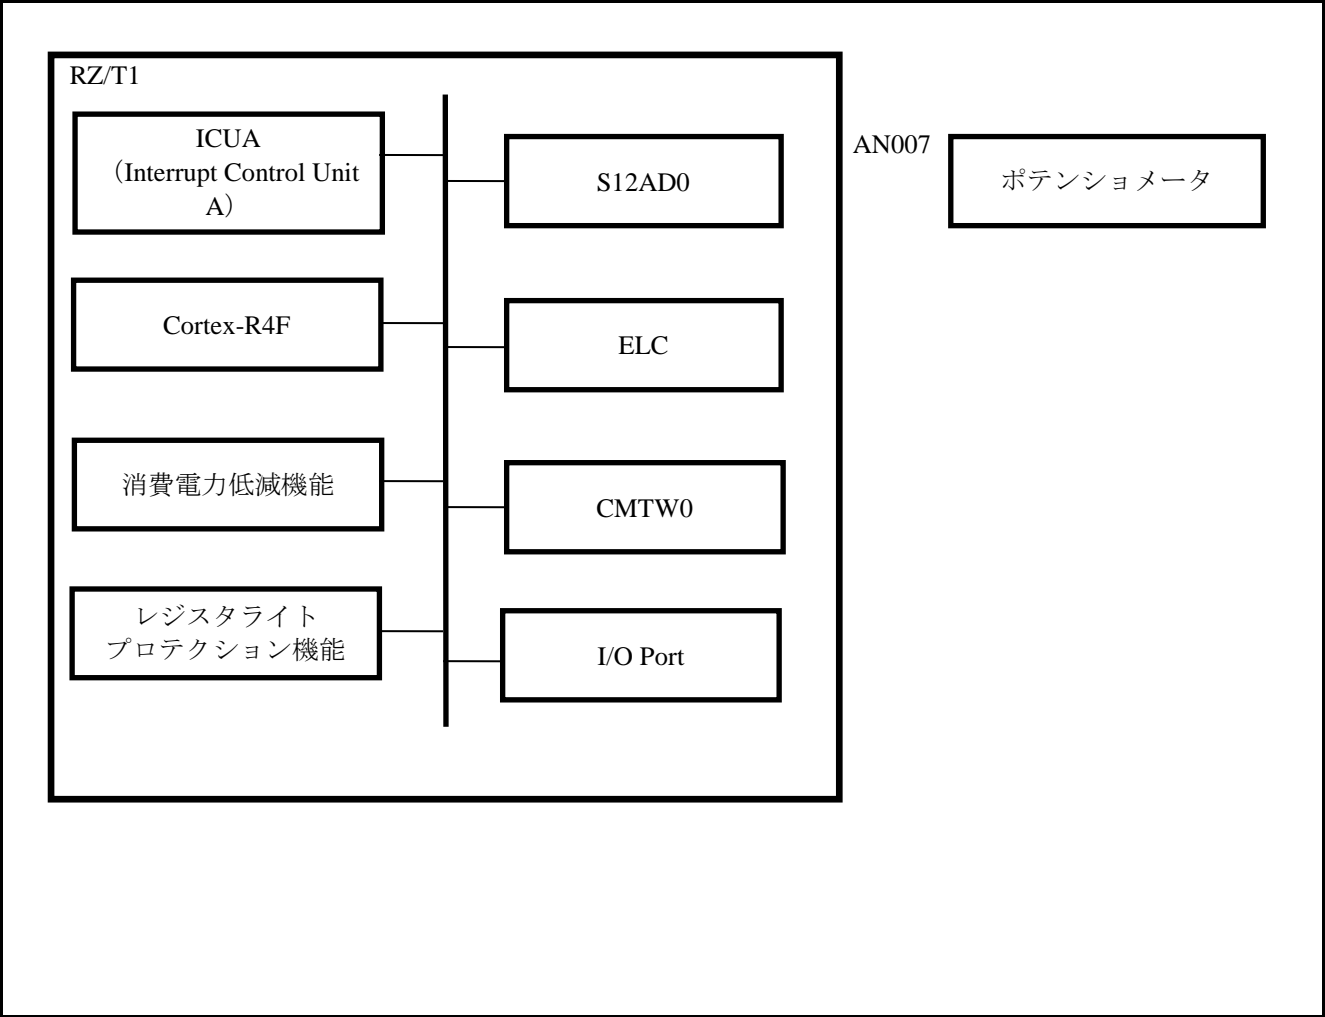 RZ/T1
ICUA
（Interrupt Control Unit
A）
S12AD0
AN007
ポテンショメータ
Cortex-R4F
ELC
消費電力低減機能
CMTW0
レジスタライト
プロテクション機能
I/O Port